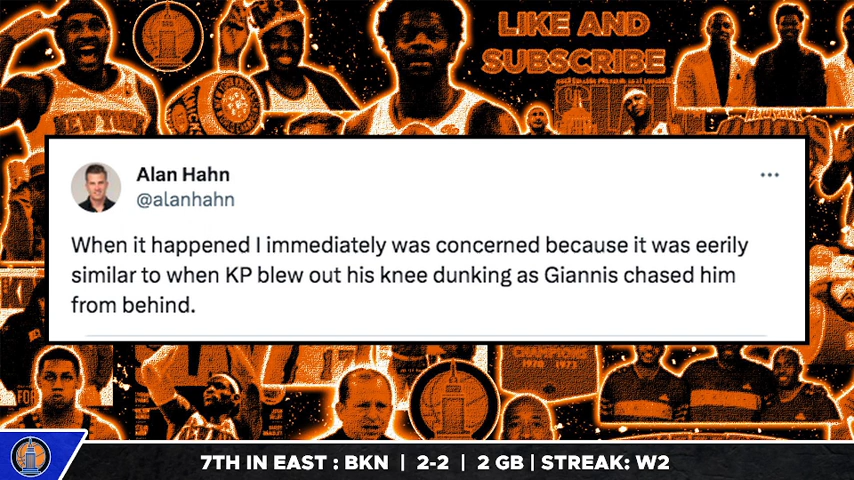 LIKE AND
SUBSCRIBE
NEW YORK
Alan Hahn
@alanhahn
When it happened I immediately was concerned because it was eerily
similar to when KP blew out his knee dunking as Giannis chased him
from behind.
7TH IN EAST : BKN | 2-2 | 2 GB | STREAK: W2